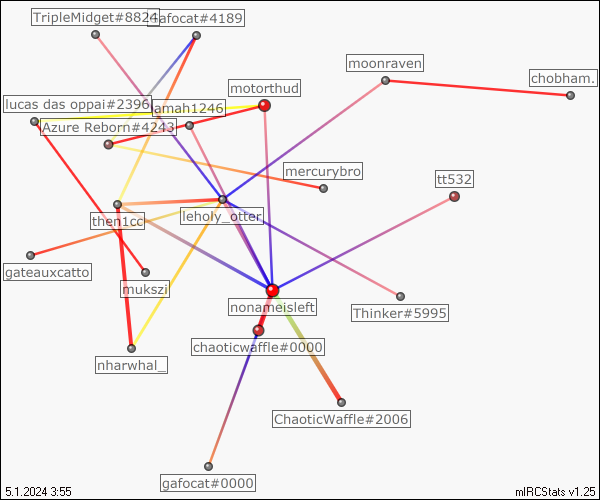 TripleMidget#8824
Gafocat#4189
moonraven
chobham.
motorthud
lucas das oppai#2396
lamah1246
Azure Reborn#4243
mercurybro
tt532
leholy_otter
then1cc
gateauxcatto
mukszi
nonameisleft
Thinker#5995
chaoticwaffle#0000
nharwhal_
ChaoticWaffle#2006
gafocat#0000
5.1.2024 3:55
mIRCStats v1.25